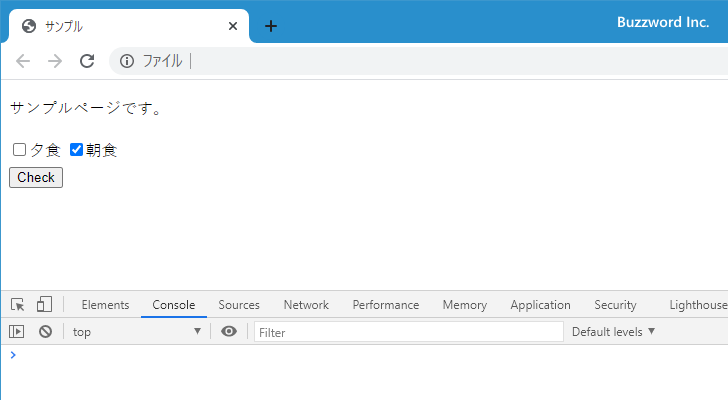 サンプル
Buzzword Inc.
ファイル
サンプルページです。
夕食 朝食
Check
Elements Console Sources Network Performance Memory Application Security Lighthouse
top Filter Default levels